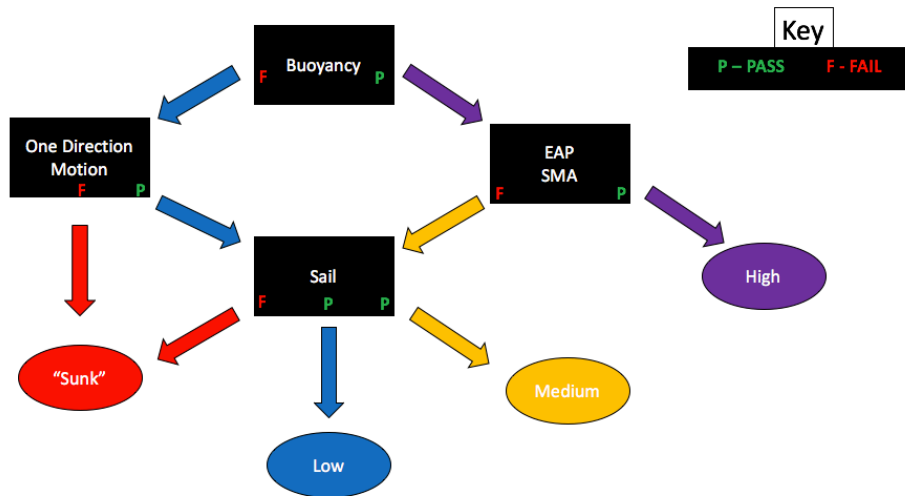 Key
P – PASS F - FAIL
Buoyancy
F P
One Direction
Motion
F P
EAP
SMA
F P
Sail
F P P
High
"Sunk"
Medium
Low